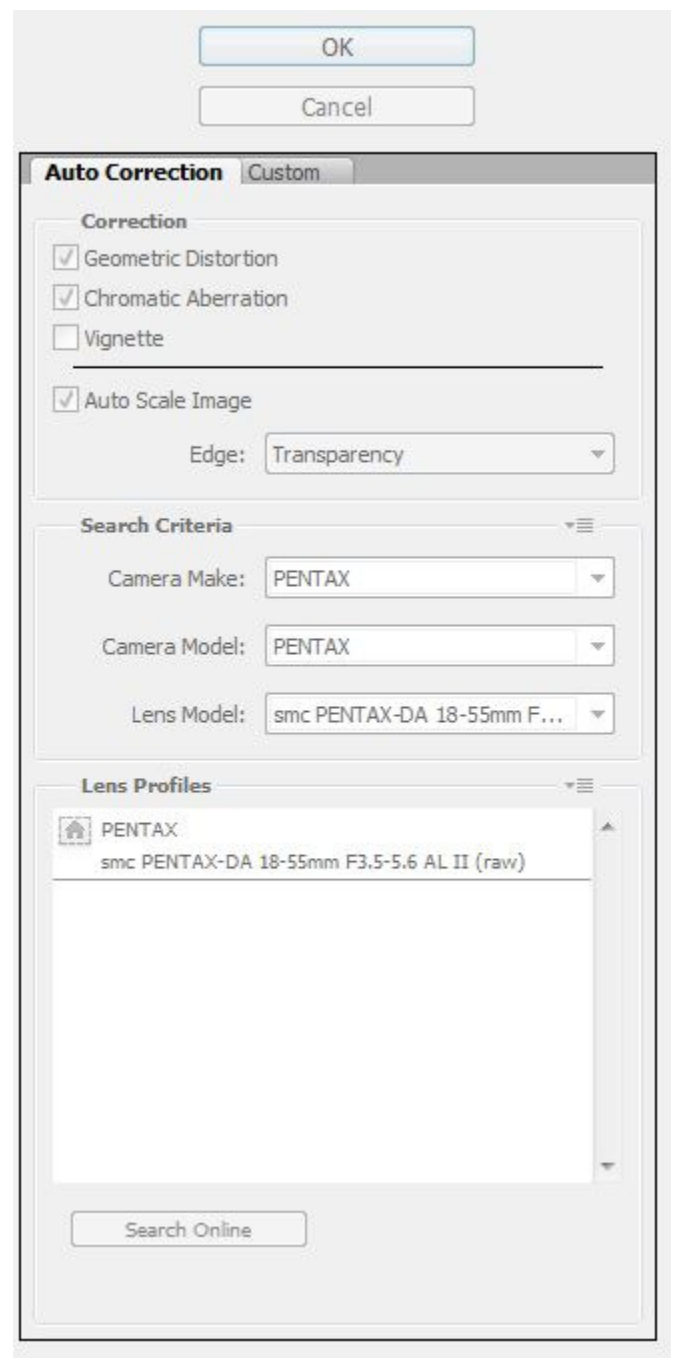 OK
Cancel
Auto Correction Custom
Correction
Geometric Distortion
Chromatic Aberration
Vignette
Auto Scale Image
Edge: Transparency
Search Criteria
Camera Make: PENTAX
Camera Model: PENTAX
Lens Model: smc PENTAX-DA 18-55mm F...
Lens Profiles
PENTAX
smc PENTAX-DA 18-55mm F3.5-5.6 AL II (raw)
Search Online